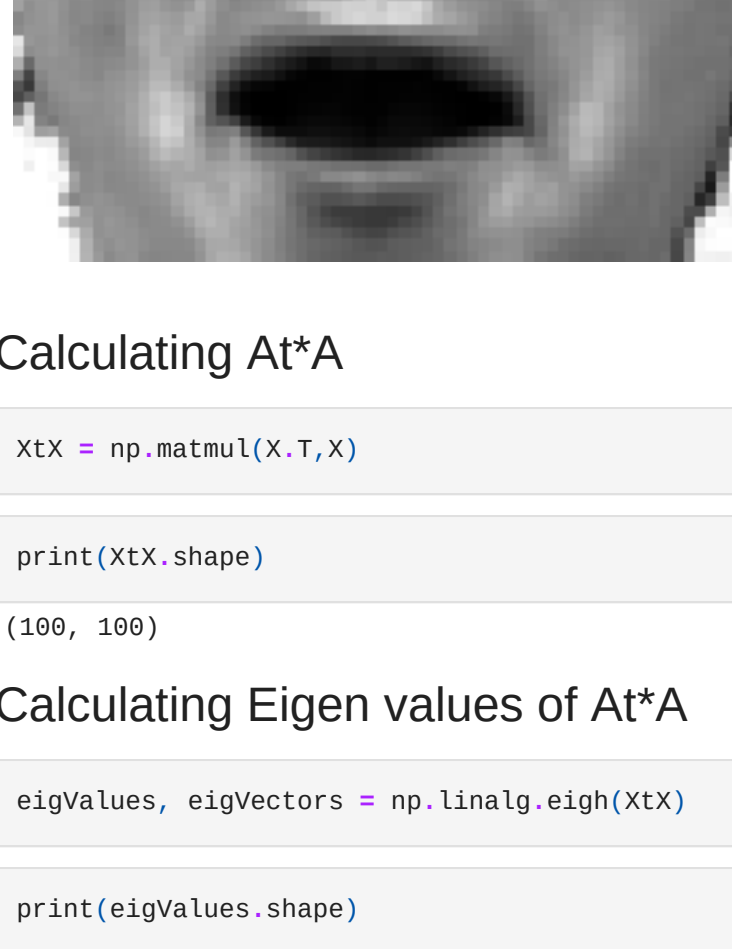 Calculating At*A
XtX = np.matmul(X.T,X)
print(XtX.shape)
(100, 100)
Calculating Eigen values of At*A
eigValues, eigVectors = np.linalg.eigh(XtX)
print(eigValues.shape)